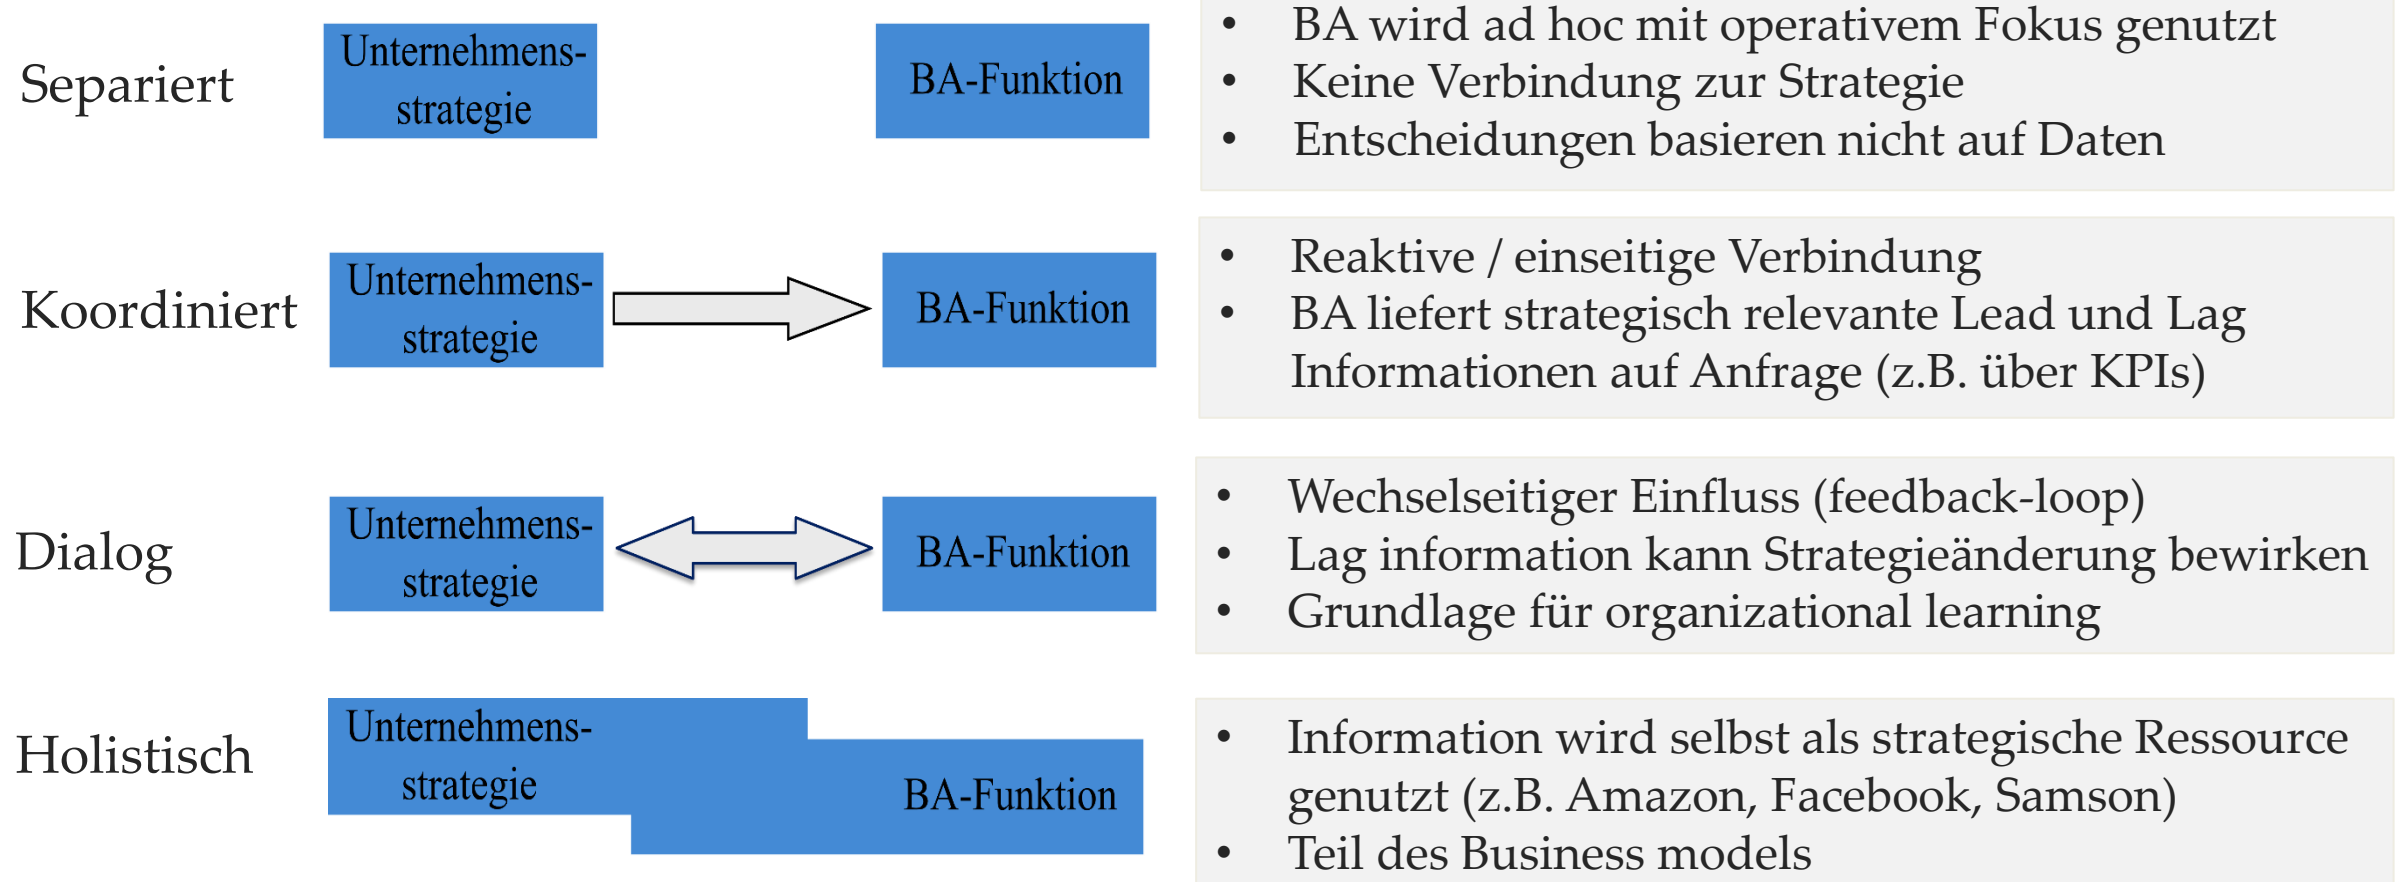 Separiert
Unternehmens-
strategie
BA-Funktion
• BA wird ad hoc mit operativem Fokus genutzt
• Keine Verbindung zur Strategie
• Entscheidungen basieren nicht auf Daten
Koordiniert
Unternehmens-
strategie
BA-Funktion
• Reaktive / einseitige Verbindung
• BA liefert strategisch relevante Lead und Lag
Informationen auf Anfrage (z.B. über KPIs)
Dialog
Unternehmens-
strategie
BA-Funktion
• Wechselseitiger Einfluss (feedback-loop)
• Lag information kann Strategieänderung bewirken
• Grundlage für organizational learning
Holistisch
Unternehmens-
strategie
BA-Funktion
• Information wird selbst als strategische Ressource
genutzt (z.B. Amazon, Facebook, Samson)
• Teil des Business models